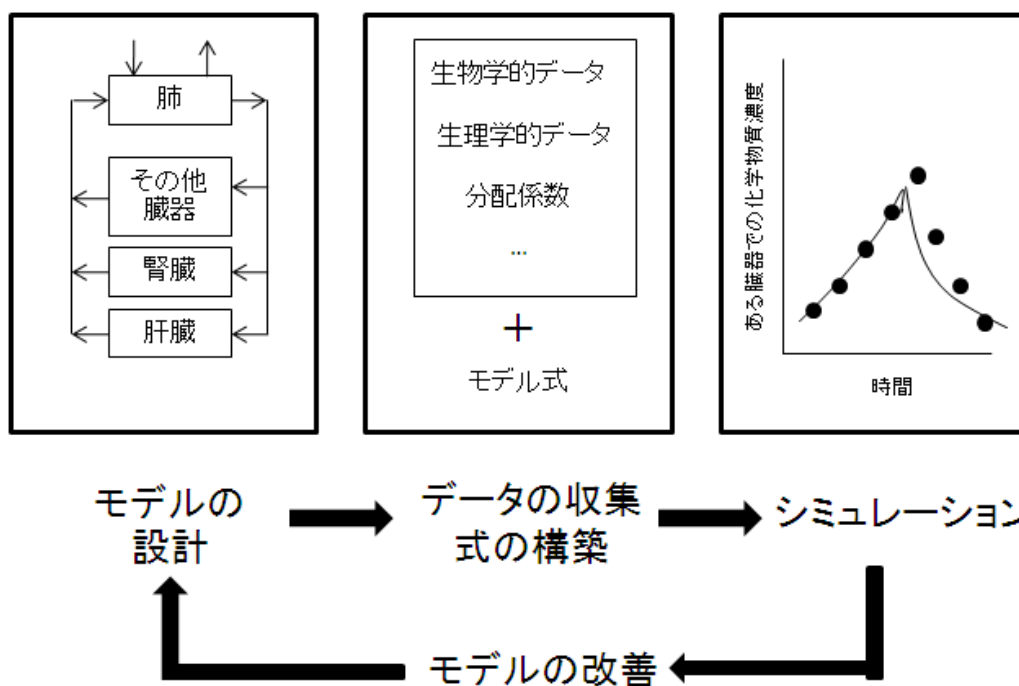 肺
その他
臓器
腎臓
肝臓
生物学的データ
生理学的データ
分配係数
...
+
モデル式
ある臓器での化学物質濃度
時間
モデルの
設計
データの収集
式の構築
シミュレーション
モデルの改善